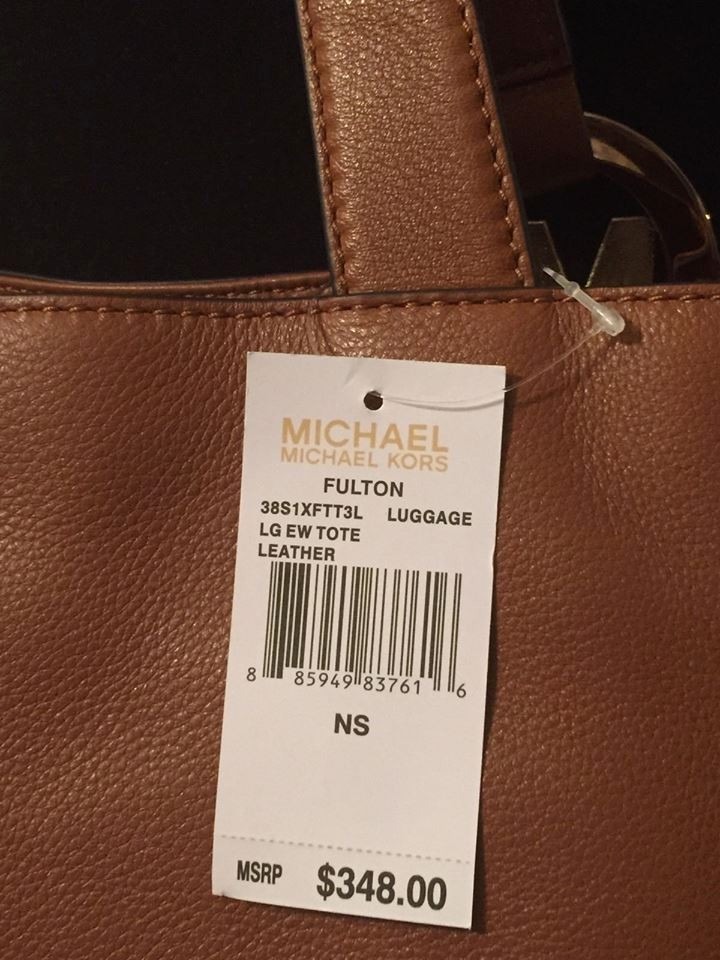 MICHAEL
MICHAEL KORS
FULTON
38S1XFTT3L LUGGAGE
LG EW TOTE
LEATHER
8 85949 83761 6
NS
MSRP $348.00